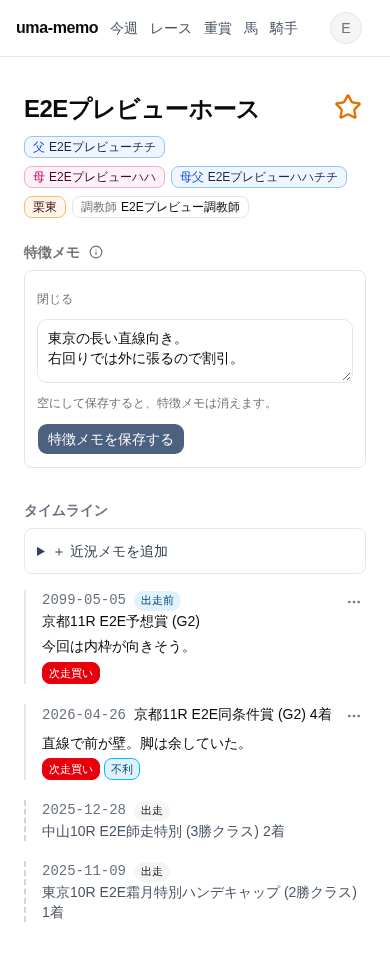 uma-memo 今週 レース 重賞 馬 騎手 E
E2Eプレビューホース
父 E2Eプレビューチチ
母 E2Eプレビューハハ 母父 E2Eプレビューハハチチ
栗東 調教師 E2Eプレビュー調教師
特徴メモ
閉じる
東京の長い直線向き。
右回りでは外に張るので割引。
空にして保存すると、特徴メモは消えます。
特徴メモを保存する
タイムライン
▶ ＋ 近況メモを追加
2099-05-05 出走前 …
京都11R E2E予想賞 (G2)
今回は内枠が向きそう。
次走買い
2026-04-26 京都11R E2E同条件賞 (G2) 4着 …
直線で前が壁。脚は余していた。
次走買い 不利
2025-12-28 出走
中山10R E2E師走特別 (3勝クラス) 2着
2025-11-09 出走
東京10R E2E霜月特別ハンデキャップ (2勝クラス)
1着